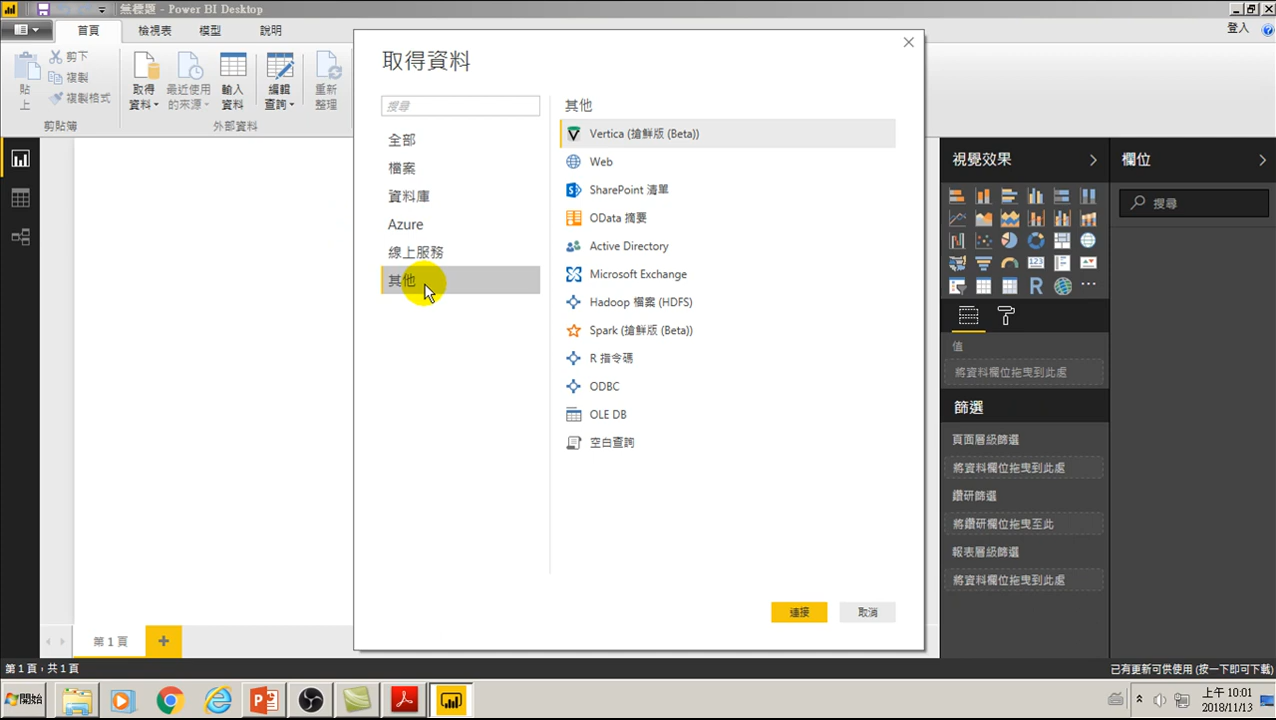 無標題 - Power BI Desktop
首頁
檢視表
模型
說明
登入
剪下
複製
複製格式
貼上
取得資料
最近使用的來源
輸入資料
編輯查詢
重新整理
剪貼簿
外部資料
取得資料
搜尋
全部
檔案
資料庫
Azure
線上服務
其他
其他
Vertica (搶鮮版 (Beta))
Web
SharePoint 清單
OData 摘要
Active Directory
Microsoft Exchange
Hadoop 檔案 (HDFS)
Spark (搶鮮版 (Beta))
R 指令碼
ODBC
OLE DB
空白查詢
連接
取消
視覺效果
值
將資料欄位拖曳到此處
篩選
頁面層級篩選
將資料欄位拖曳到此處
鑽研篩選
將鑽研欄位拖曳至此
報表層級篩選
將資料欄位拖曳到此處
欄位
搜尋
第 1 頁
第 1 頁，共 1 頁
已有更新可供使用 (按一下即可下載)
開始
上午 10:01
2018/11/13